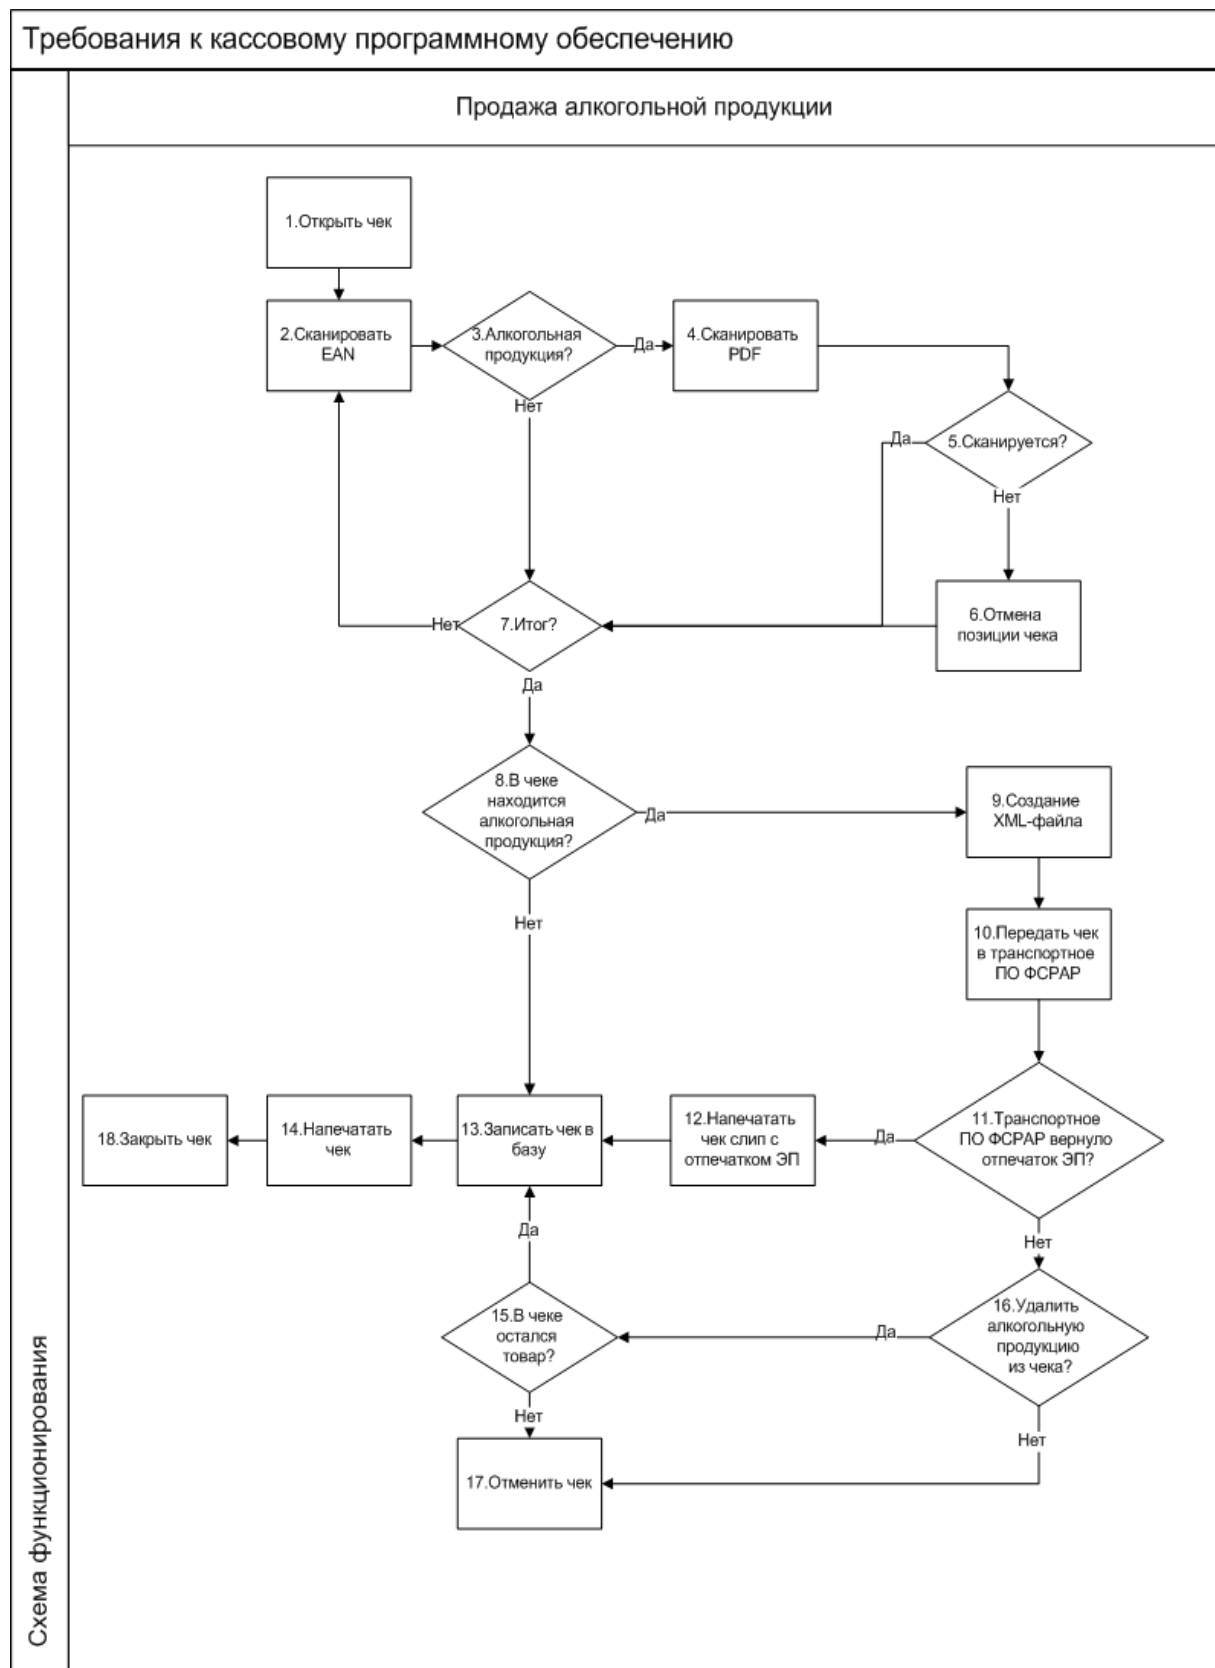 Требования к кассовому программному обеспечению
Продажа алкогольной продукции
Схема функционирования
1.Открыть чек
2.Сканировать
EAN
3.Алкогольная
продукция?
Да
4.Сканировать
PDF
Нет
5.Сканируется?
Да
Нет
6.Отмена
позиции чека
7.Итог?
Нет
Да
8.В чеке
находится
алкогольная
продукция?
Да
9.Создание
XML-файла
Нет
10.Передать чек
в транспортное
ПО ФСРАР
11.Транспортное
ПО ФСРАР вернуло
отпечаток ЭП?
Да
12.Напечатать
чек слип с
отпечатком ЭП
13.Записать чек в
базу
14.Напечатать
чек
18.Закрыть чек
Нет
Да
16.Удалить
алкогольную
продукцию
из чека?
Да
15.В чеке
остался
товар?
Нет
Нет
17.Отменить чек